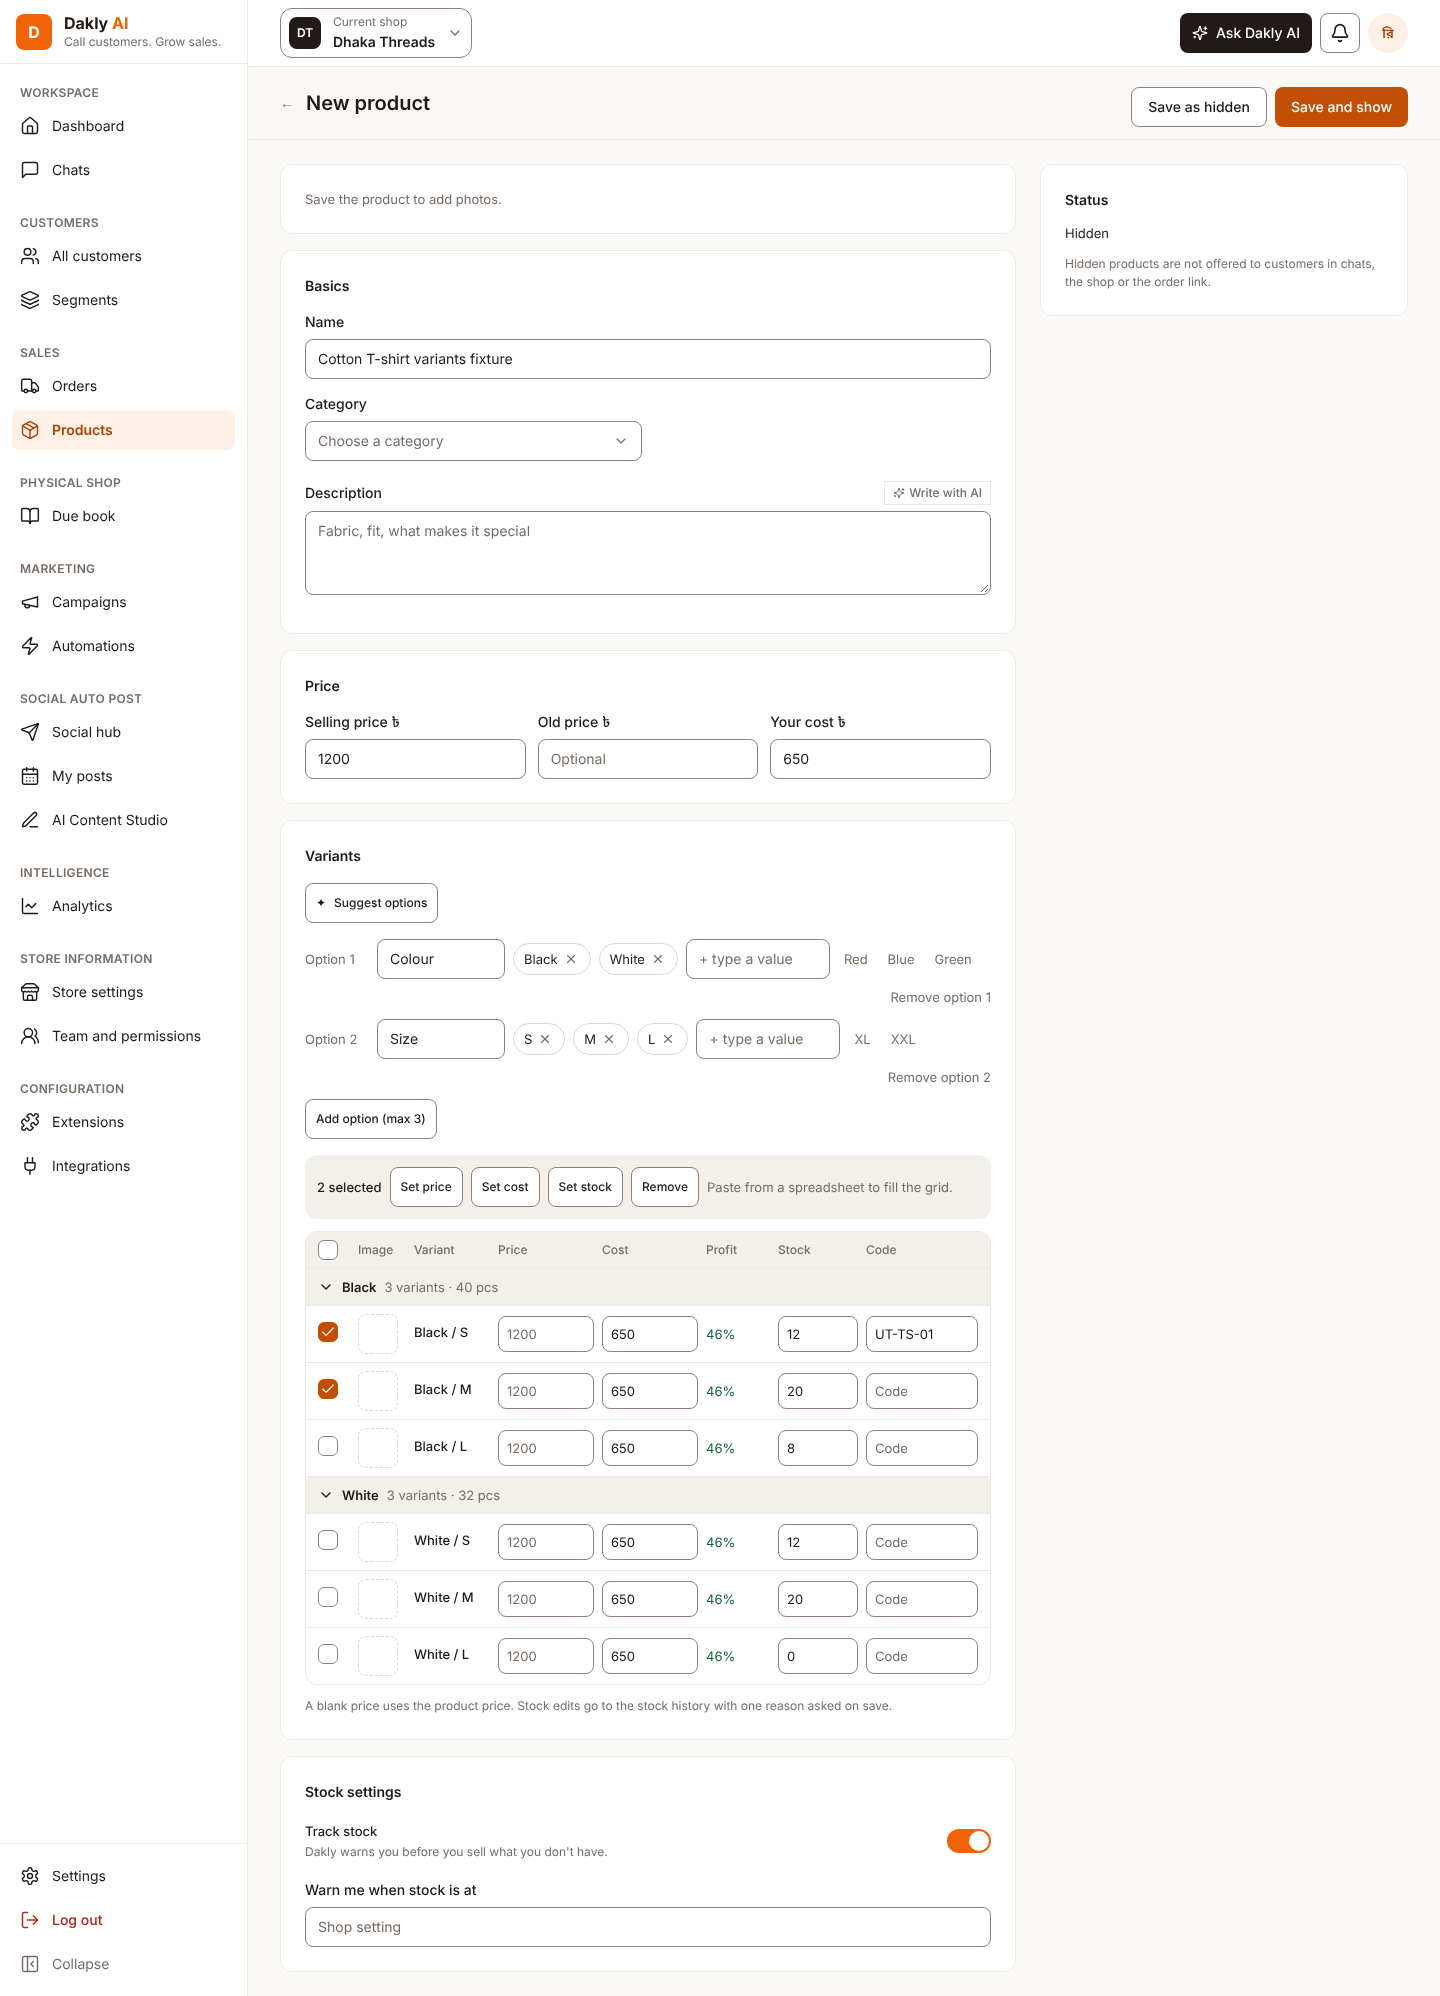 D
Dakly AI
Call customers. Grow sales.
WORKSPACE
Dashboard
Chats
CUSTOMERS
All customers
Segments
SALES
Orders
Products
PHYSICAL SHOP
Due book
MARKETING
Campaigns
Automations
SOCIAL AUTO POST
Social hub
My posts
AI Content Studio
INTELLIGENCE
Analytics
STORE INFORMATION
Store settings
Team and permissions
CONFIGURATION
Extensions
Integrations
Settings
Log out
Collapse
DT
Current shop
Dhaka Threads
Ask Dakly AI
রি
← New product
Save as hidden
Save and show
Save the product to add photos.
Basics
Name
Cotton T-shirt variants fixture
Category
Choose a category
Description
Write with AI
Fabric, fit, what makes it special
Price
Selling price ৳ Old price ৳ Your cost ৳
1200 Optional 650
Variants
✦ Suggest options
Option 1 Colour Black × White × + type a value Red Blue Green
Remove option 1
Option 2 Size S × M × L × + type a value XL XXL
Remove option 2
Add option (max 3)
2 selected Set price Set cost Set stock Remove Paste from a spreadsheet to fill the grid.
Image Variant Price Cost Profit Stock Code
Black 3 variants · 40 pcs
Black / S 1200 650 46% 12 UT-TS-01
Black / M 1200 650 46% 20 Code
Black / L 1200 650 46% 8 Code
White 3 variants · 32 pcs
White / S 1200 650 46% 12 Code
White / M 1200 650 46% 20 Code
White / L 1200 650 46% 0 Code
A blank price uses the product price. Stock edits go to the stock history with one reason asked on save.
Stock settings
Track stock
Dakly warns you before you sell what you don't have.
Warn me when stock is at
Shop setting
Status
Hidden
Hidden products are not offered to customers in chats,
the shop or the order link.